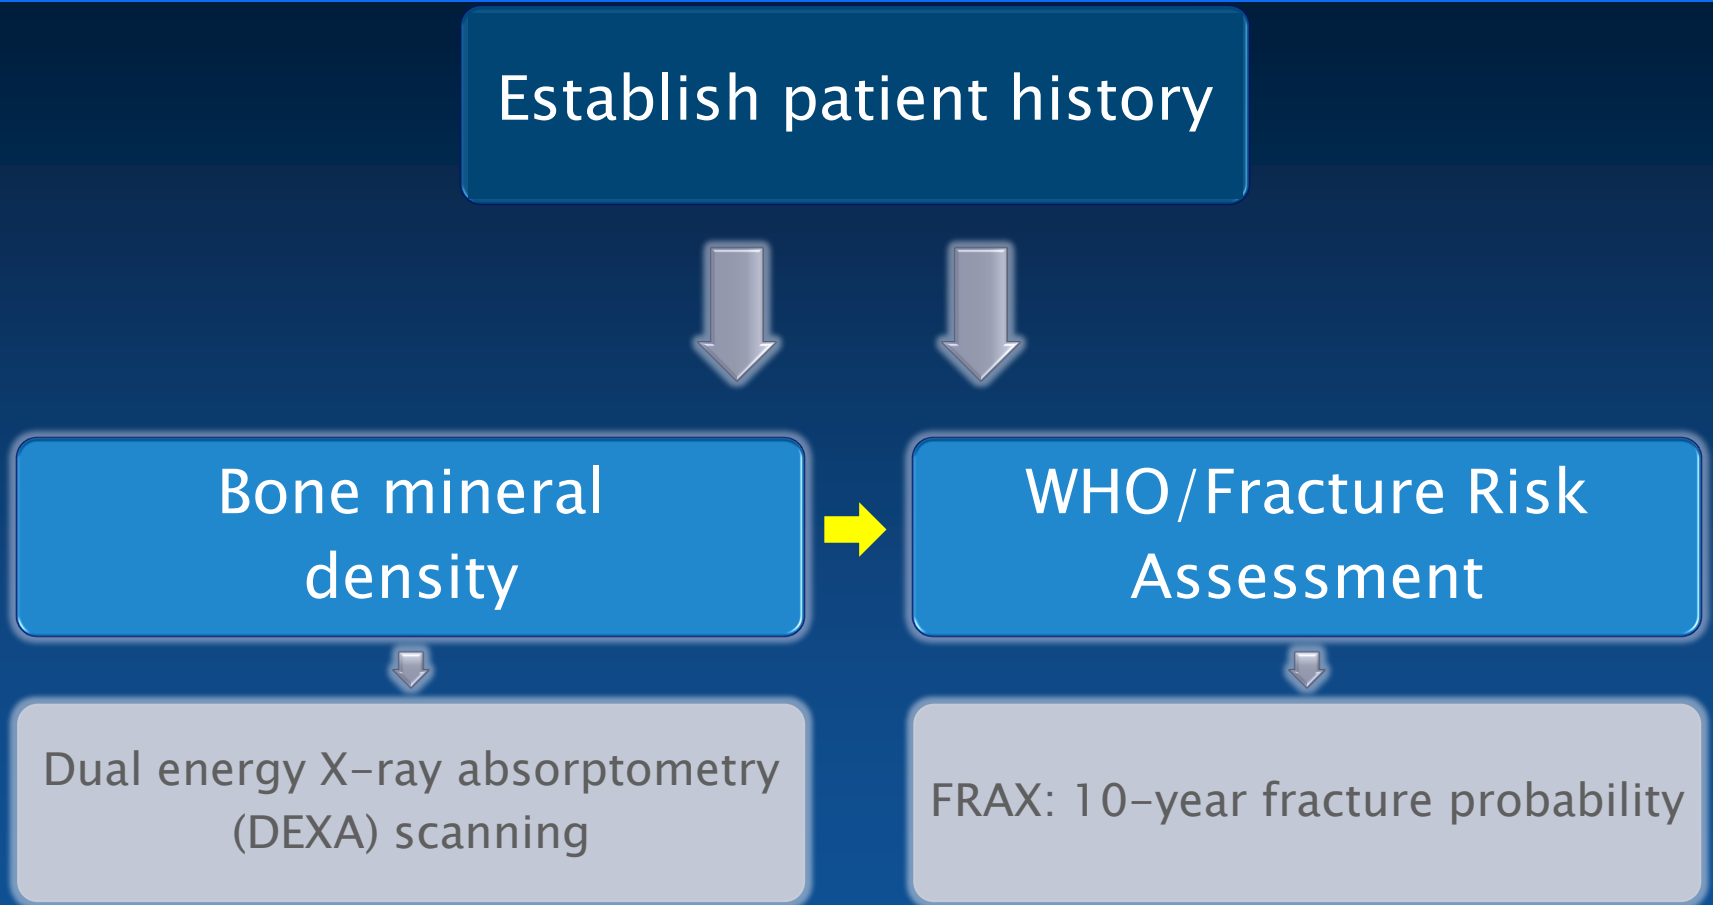 Establish patient history
Bone mineral
density
WHO/Fracture Risk
Assessment
Dual energy X-ray absorptometry
(DEXA) scanning
FRAX: 10-year fracture probability